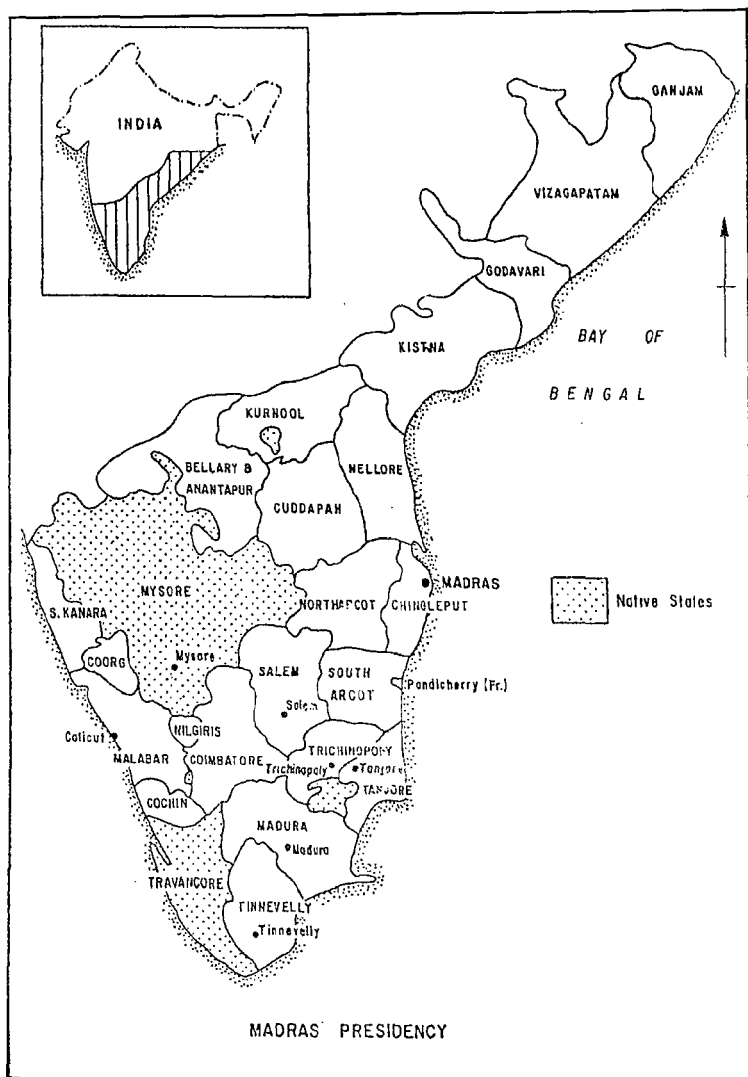 INDIA
GANJAM
VIZAGAPATAM
GODAVARI
KISTNA
BAY OF
BENGAL
KURNOOL
BELLARY &
ANANTAPUR
NELLORE
CUDDAPAH
MYSORE
NORTH ARCOT
CHINGLEPUT
MADRAS
Native States
S. KANARA
COORG
Mysore
SALEM
Salem
SOUTH
ARCOT
Pondicherry (Fr.)
NILGIRIS
Calicut
MALABAR
COIMBATORE
TRICHINOPOLY
Trichinopoly
Tanjore
TANJORE
COCHIN
MADURA
Madura
TRAVANCORE
TINNEVELLY
Tinnevelly
MADRAS PRESIDENCY